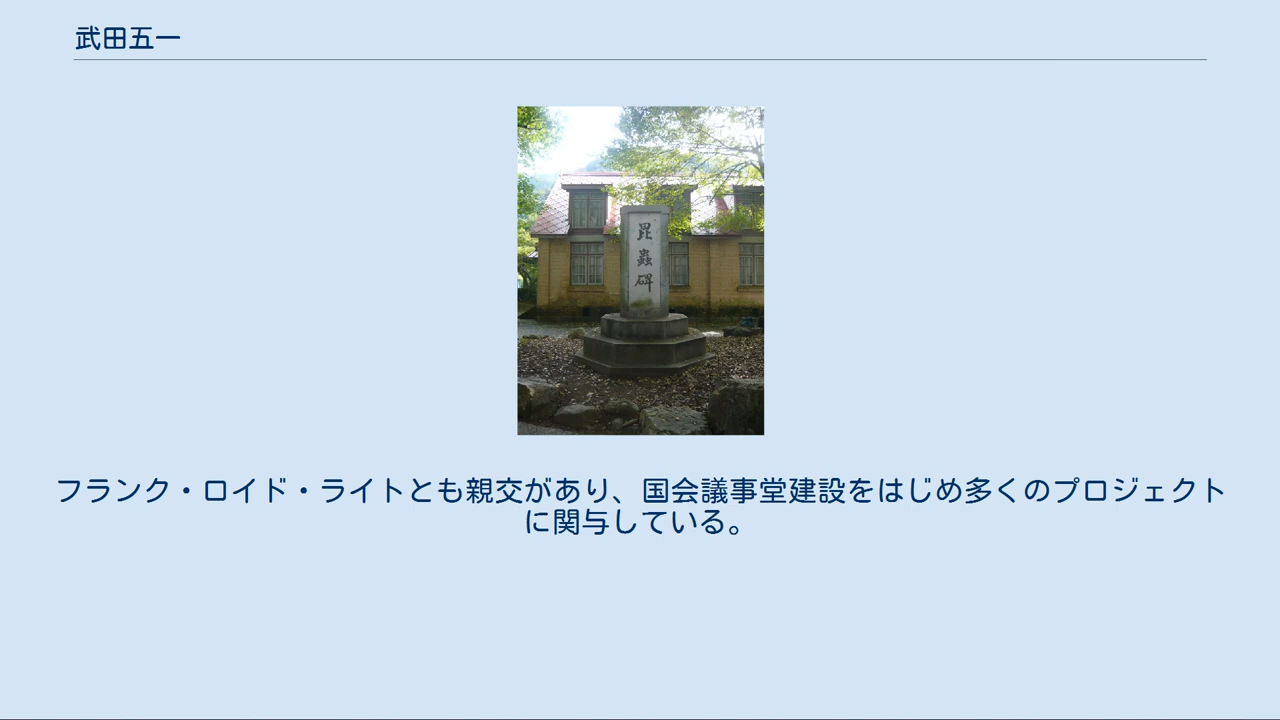 武田五一
昆
蟲
碑
フランク・ロイド・ライトとも親交があり、国会議事堂建設をはじめ多くのプロジェクト
に関与している。